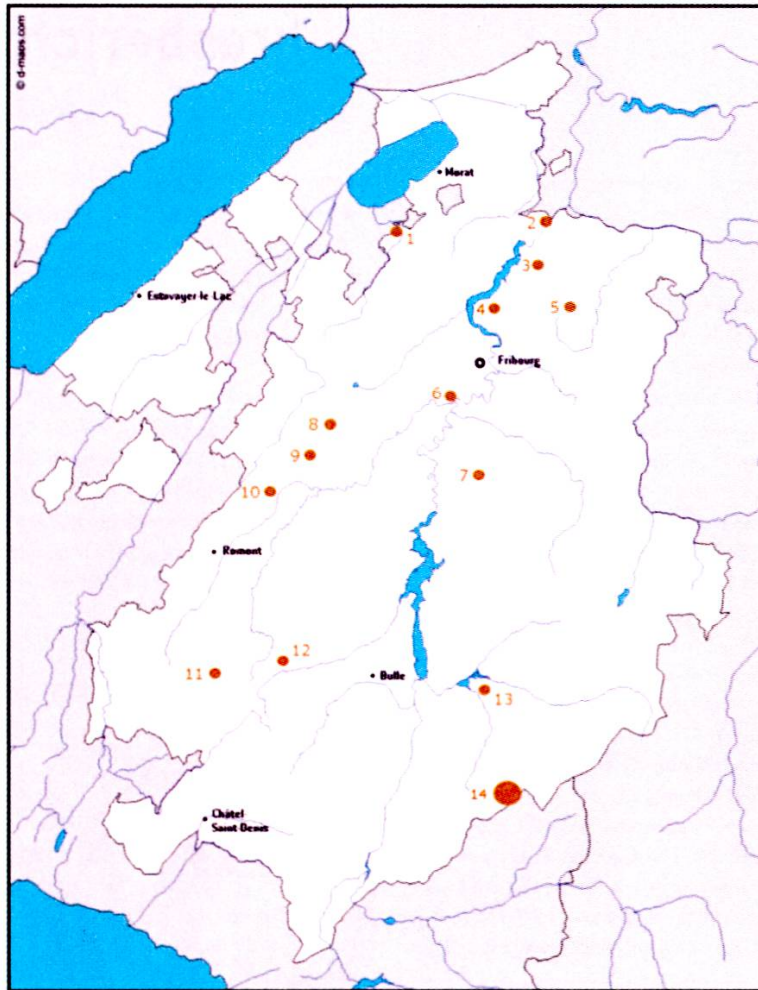 © d-maps.com
Morat
2
1
3
Estavayer-le-Lac
4
5
Fribourg
6
8
9
7
10
Romont
12
11
Bulle
13
14
Châtel
Saint-Denis